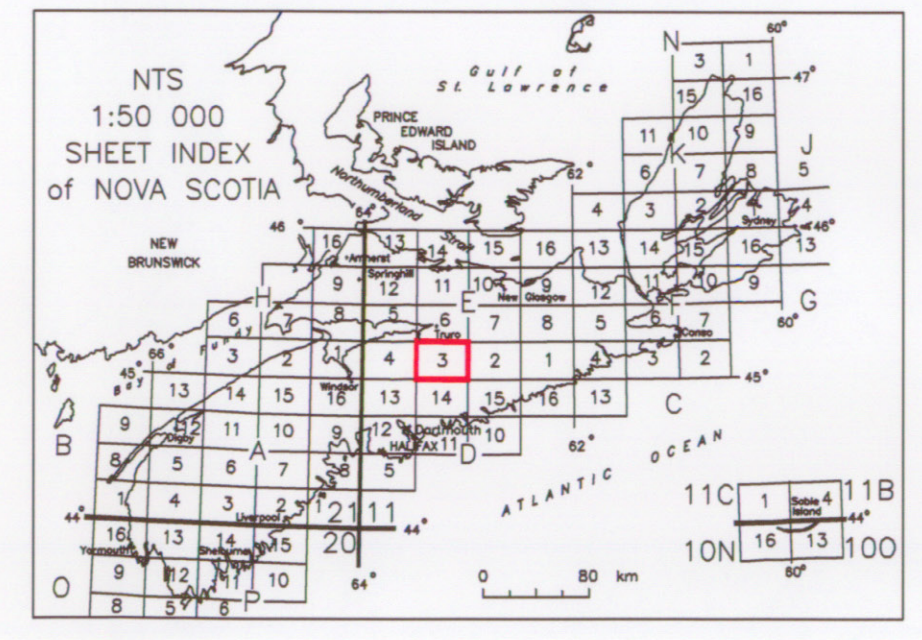 NTS
1:50 000
SHEET INDEX
of NOVA SCOTIA
Gulf of
St. Lawrence
PRINCE
EDWARD
ISLAND
Northumberland
Strait
NEW
BRUNSWICK
N 60°
3 1 47°
15 16
11 10 9 J
K
6 7 8 5
62°
4 3 2 1 4
Sydney
64°
46° 16 13 14 15 16 13 14 15 16 13 46°
Amherst
Springhill
9 12 11 10 9 12 11 10 9
New Glasgow
H E F G
6 7 8 5 6 7 8 5 6 7 60°
Truro
Canso
Bay of Fundy
66°
45° 3 2 1 4 3 2 1 4 3 2 45°
Windsor
13 14 15 16 13 14 15 16 13 C
9 12 11 10 9 12 11 10
Digby
Dartmouth
HALIFAX
62°
B A D
8 5 6 7 8 5
ATLANTIC OCEAN
1 4 3 2 1 21 11
Liverpool
44° 44°
16 13 14 15 20
Yarmouth
Shelburne
9 12 11 10
64°
O P
8 5 6
0 80 km
11C 1 4 11B
Sable
Island
44°
10N 16 13 10O
60°